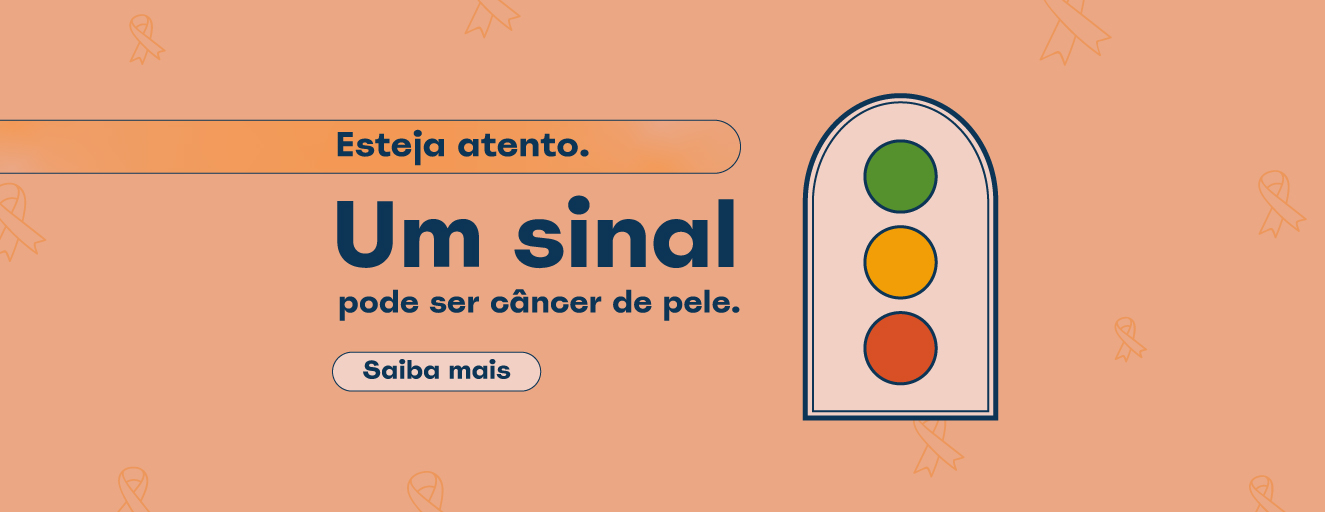 Esteja atento.
Um sinal
pode ser câncer de pele.
Saiba mais